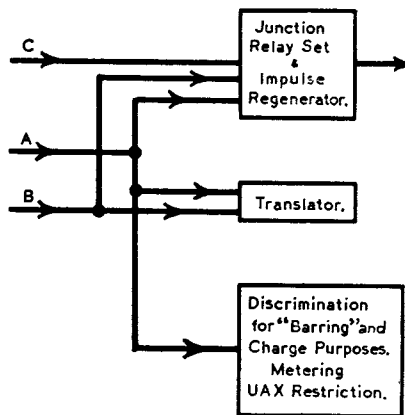 C
Junction
Relay Set
&
Impulse
Regenerator.
A
B
Translator.
Discrimination
for "Barring" and
Charge Purposes.
Metering
UAX Restriction.